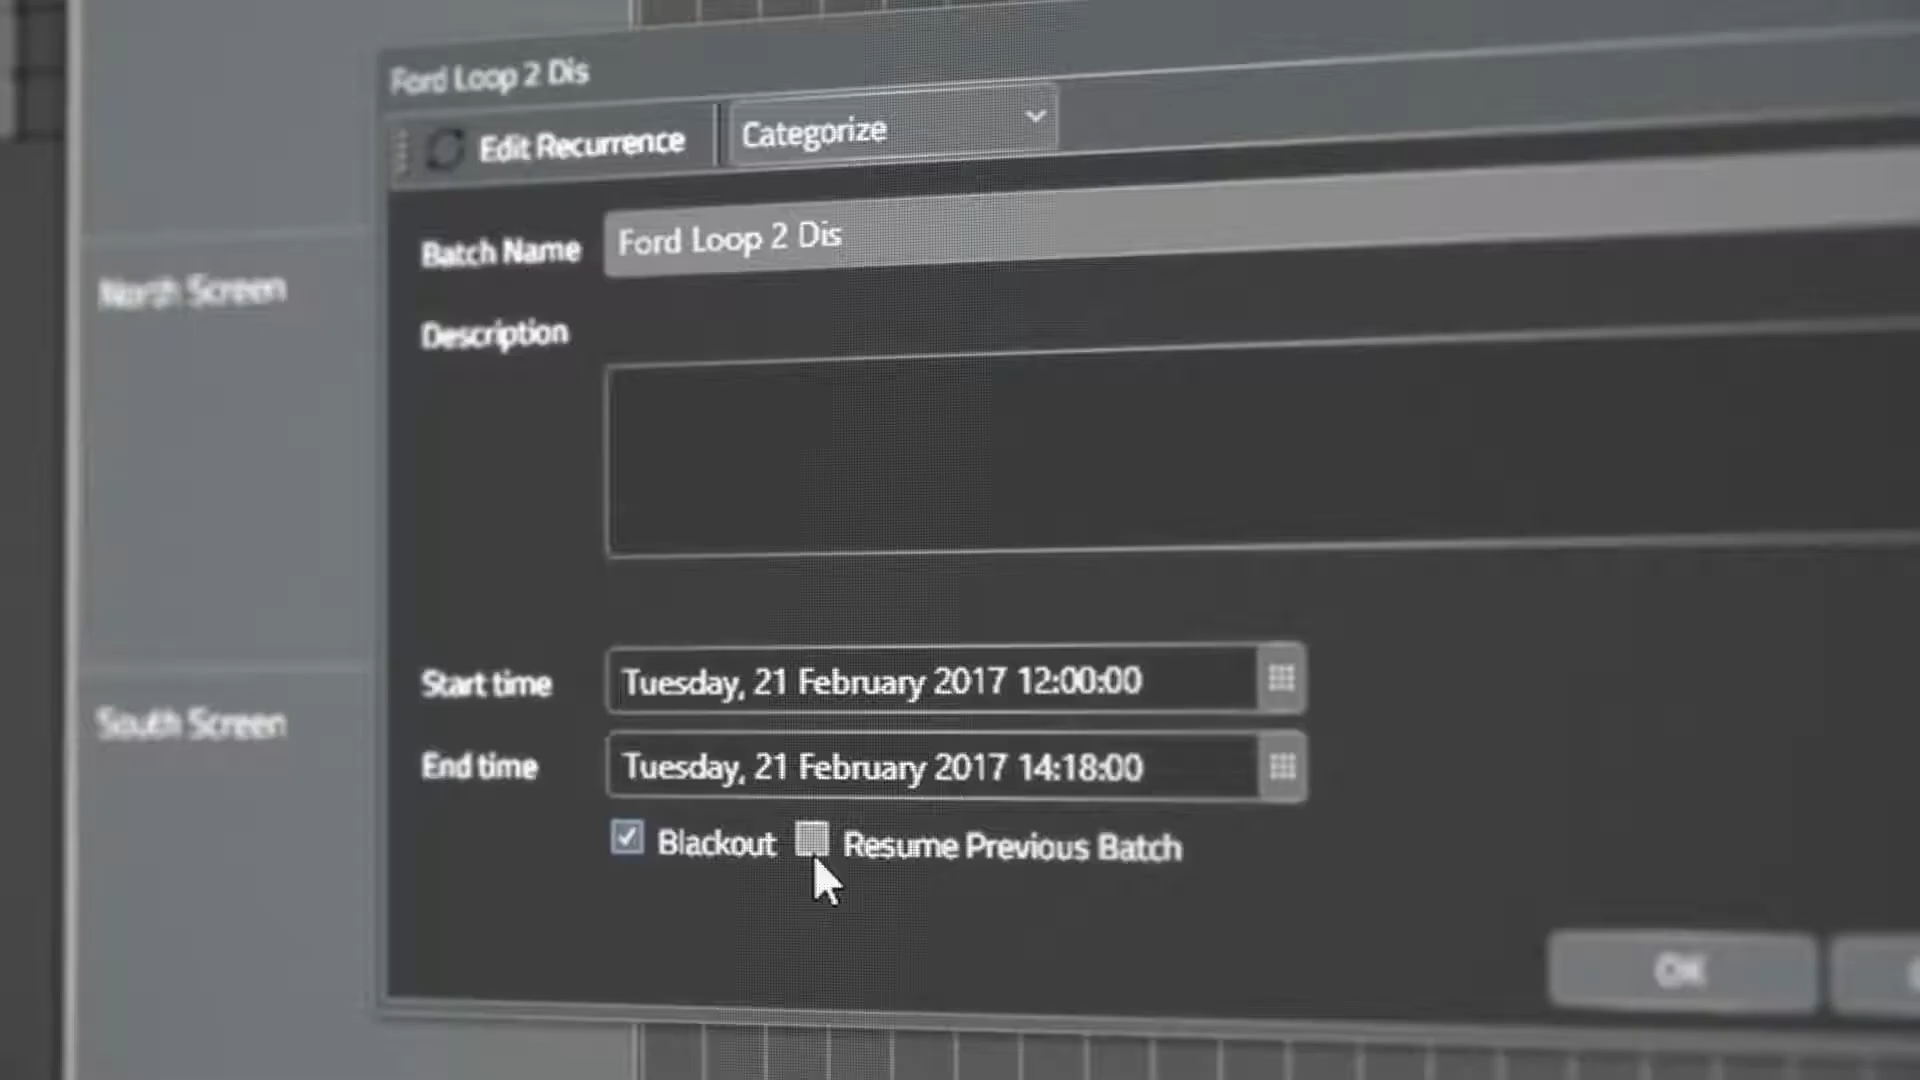 Ford Loop 2 Dis
Edit Recurrence
Categorize
Batch Name
Ford Loop 2 Dis
North Screen
Description
Start time
Tuesday, 21 February 2017 12:00:00
South Screen
End time
Tuesday, 21 February 2017 14:18:00
Blackout
Resume Previous Batch
OK